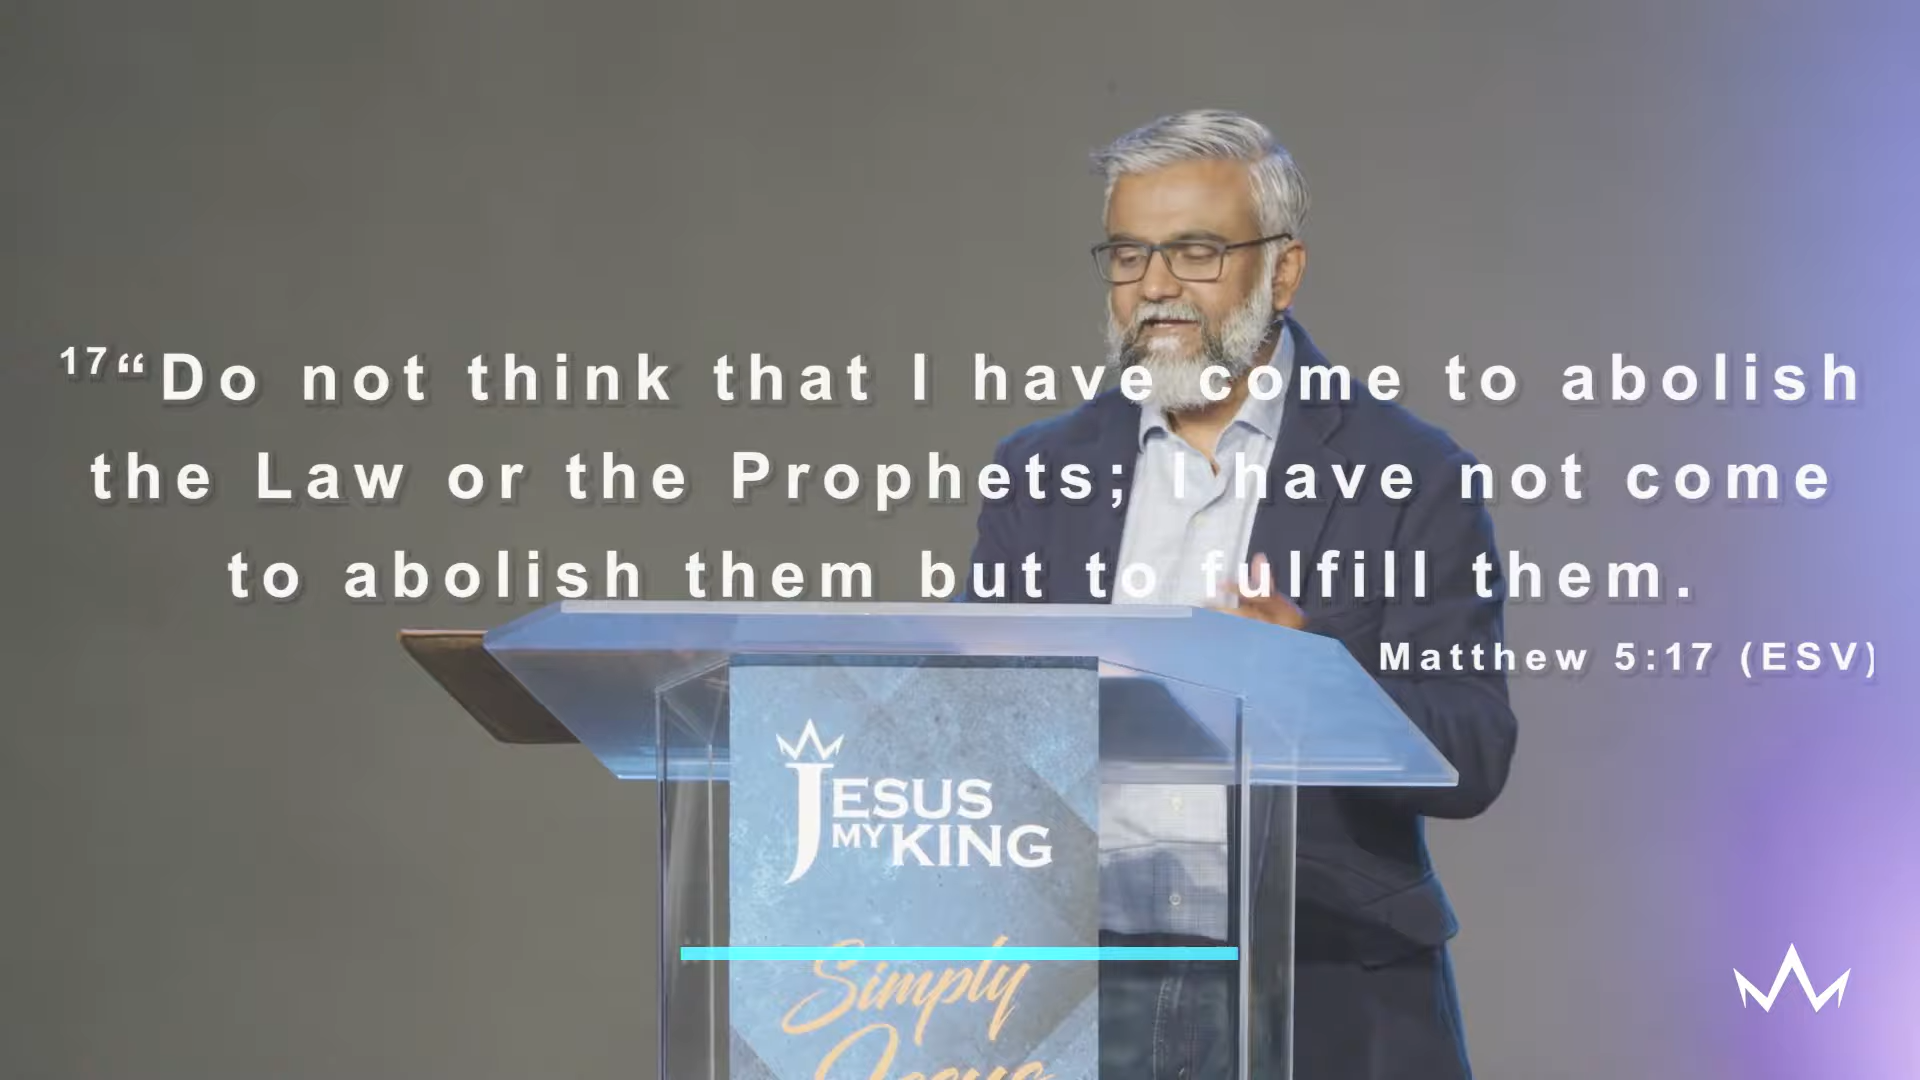 17“Do not think that I have come to abolish
the Law or the Prophets; I have not come
to abolish them but to fulfill them.
Matthew 5:17 (ESV)
JESUS
MY KING
Simply
Jesus